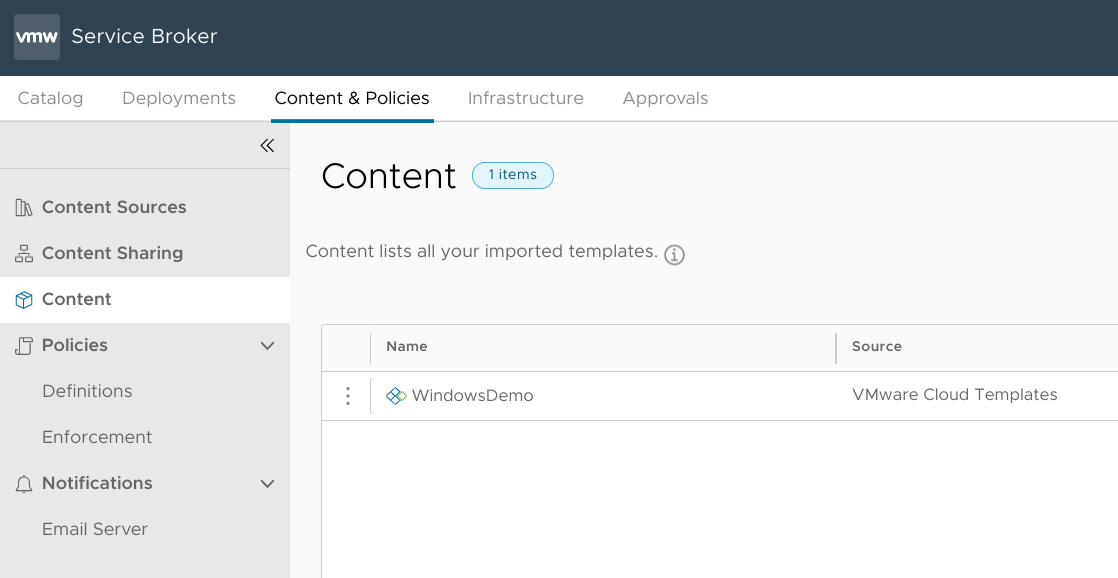 vmw Service Broker
Catalog Deployments Content & Policies Infrastructure Approvals
Content 1 items
Content Sources
Content Sharing
Content
Policies
Definitions
Enforcement
Notifications
Email Server
Content lists all your imported templates.
Name Source
WindowsDemo VMware Cloud Templates